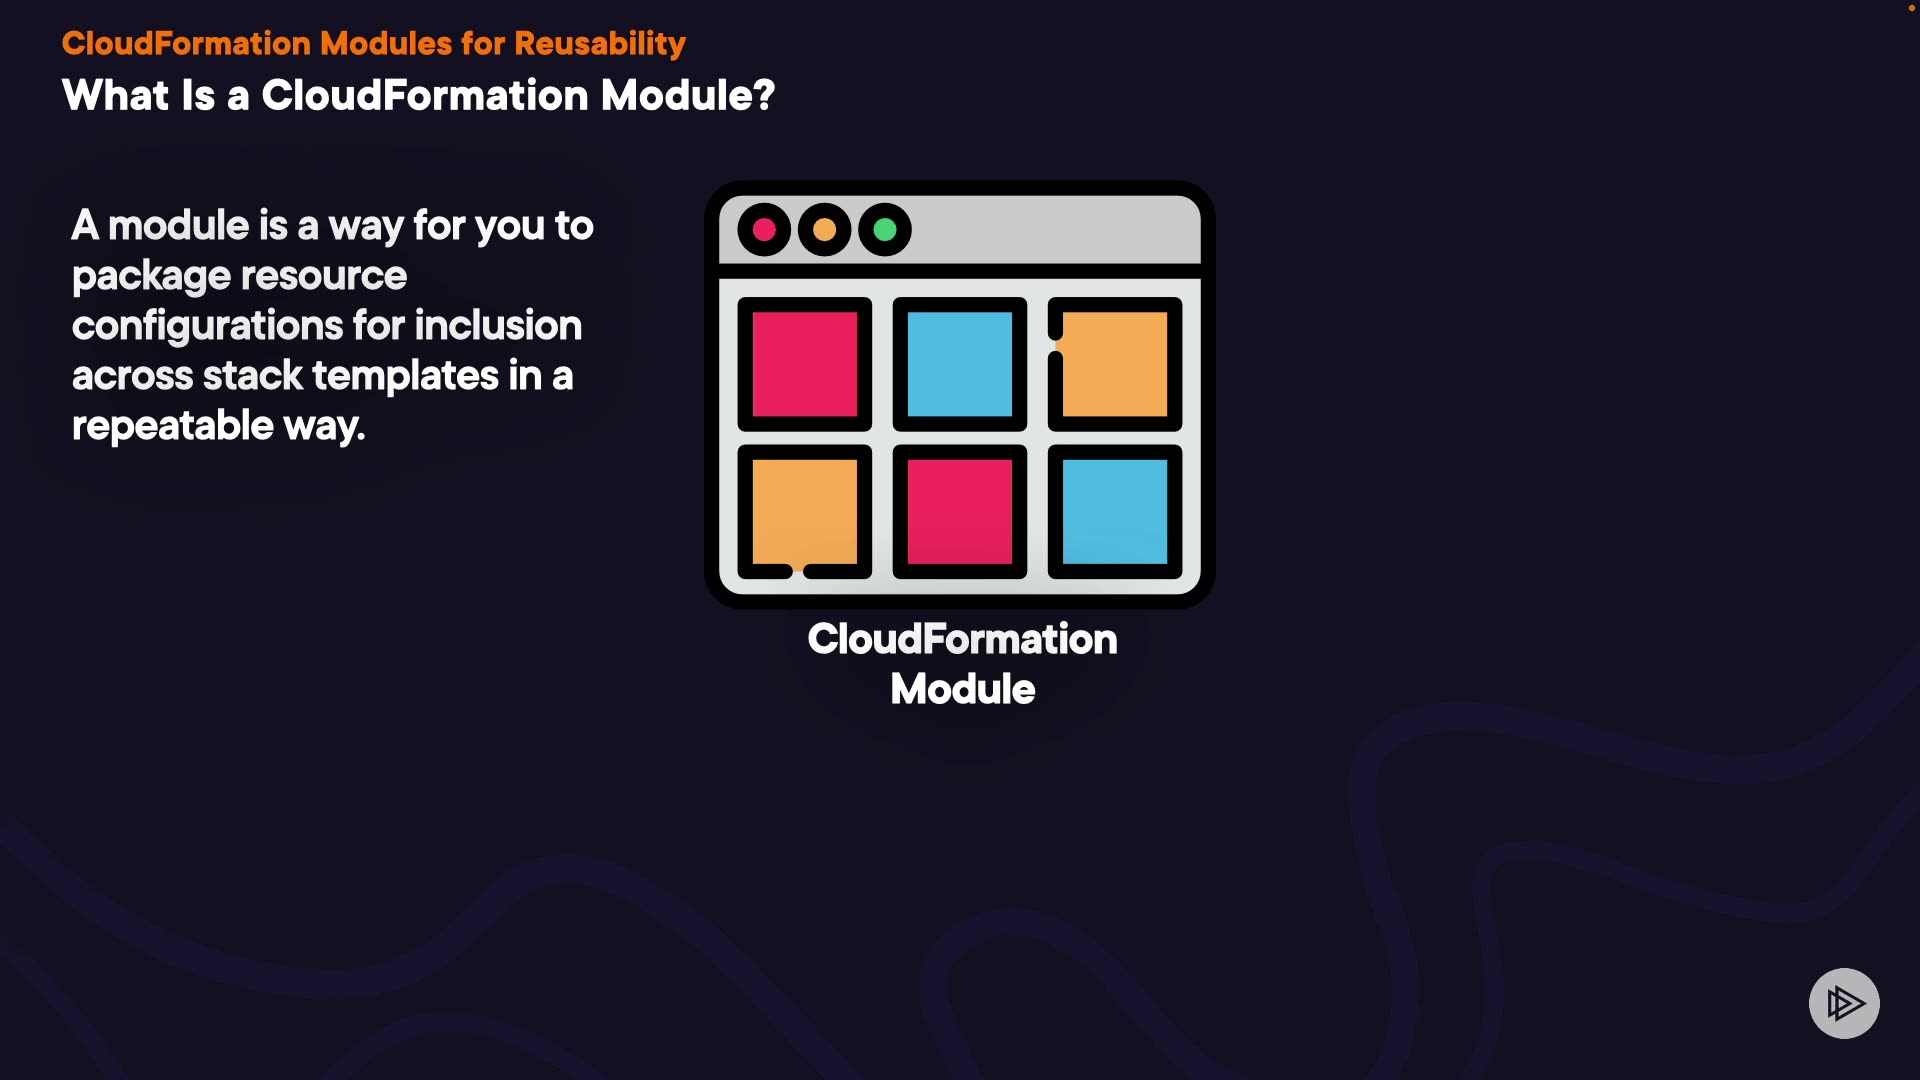 CloudFormation Modules for Reusability
What Is a CloudFormation Module?
A module is a way for you to
package resource
configurations for inclusion
across stack templates in a
repeatable way.
CloudFormation
Module